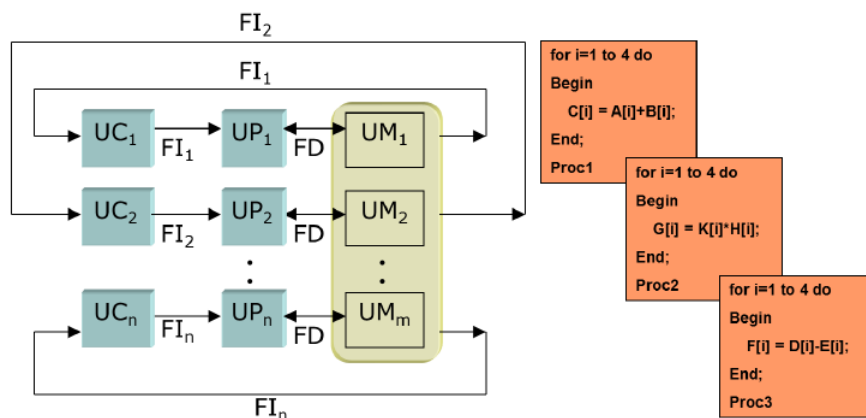 FI₂
FI₁
UC₁
FI₁
UP₁
FD
UM₁
UC₂
FI₂
UP₂
FD
UM₂
UCₙ
FIₙ
UPₙ
FD
UMₘ
FIₙ
for i=1 to 4 do
Begin
C[i] = A[i]+B[i];
End;
Proc1
for i=1 to 4 do
Begin
G[i] = K[i]*H[i];
End;
Proc2
for i=1 to 4 do
Begin
F[i] = D[i]-E[i];
End;
Proc3